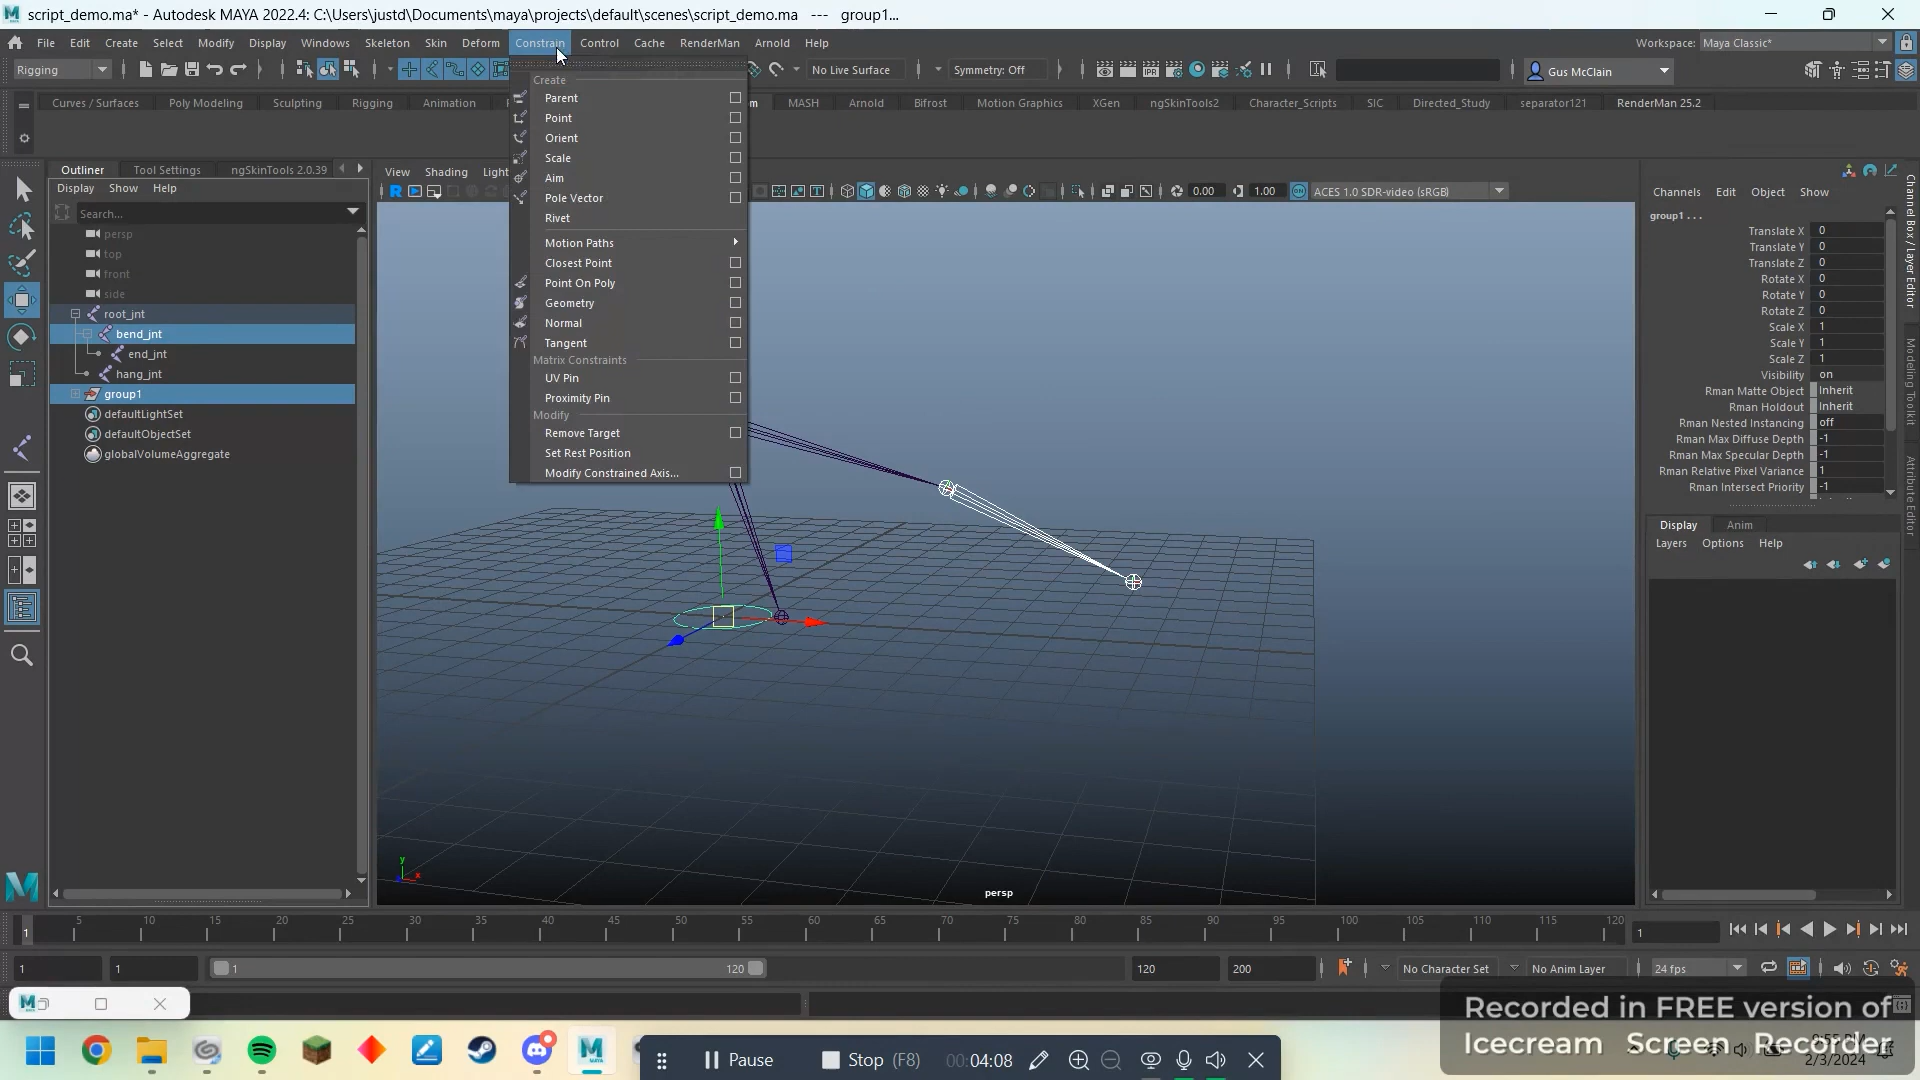 script_demo.ma* - Autodesk MAYA 2022.4: C:\Users\justd\Documents\maya\projects\default\scenes\script_demo.ma --- group1...
File Edit Create Select Modify Display Windows Skeleton Skin Deform Constrain Control Cache RenderMan Arnold Help
Workspace: Maya Classic*
Rigging
No Live Surface
Symmetry: Off
Gus McClain
Curves / Surfaces Poly Modeling Sculpting Rigging Animation MASH Arnold Bifrost Motion Graphics XGen ngSkinTools2 Character_Scripts SIC Directed_Study separator121 RenderMan 25.2
Outliner Tool Settings ngSkinTools 2.0.39
Display Show Help
Search...
persp
top
front
side
root_jnt
bend_jnt
end_jnt
hang_jnt
group1
defaultLightSet
defaultObjectSet
globalVolumeAggregate
View Shading
0.00 1.00 ACES 1.0 SDR-video (sRGB)
Create
Parent
Point
Orient
Scale
Aim
Pole Vector
Rivet
Motion Paths
Closest Point
Point On Poly
Geometry
Normal
Tangent
Matrix Constraints
UV Pin
Proximity Pin
Modify
Remove Target
Set Rest Position
Modify Constrained Axis...
y
x
persp
Channels Edit Object Show
group1 . . .
Translate X 0
Translate Y 0
Translate Z 0
Rotate X 0
Rotate Y 0
Rotate Z 0
Scale X 1
Scale Y 1
Scale Z 1
Visibility on
Rman Matte Object Inherit
Rman Holdout Inherit
Rman Nested Instancing off
Rman Max Diffuse Depth -1
Rman Max Specular Depth -1
Rman Relative Pixel Variance 1
Rman Intersect Priority -1
Display Anim
Layers Options Help
Channel Box / Layer Editor
Modeling Toolkit
Attribute Editor
1 5 10 15 20 25 30 35 40 45 50 55 60 65 70 75 80 85 90 95 100 105 110 115 120
1
1 1 1 120 120 200
No Character Set
No Anim Layer
24 fps
Pause
Stop (F8)
00:04:08
Recorded in FREE version of
Icecream Screen Recorder
2/3/2024